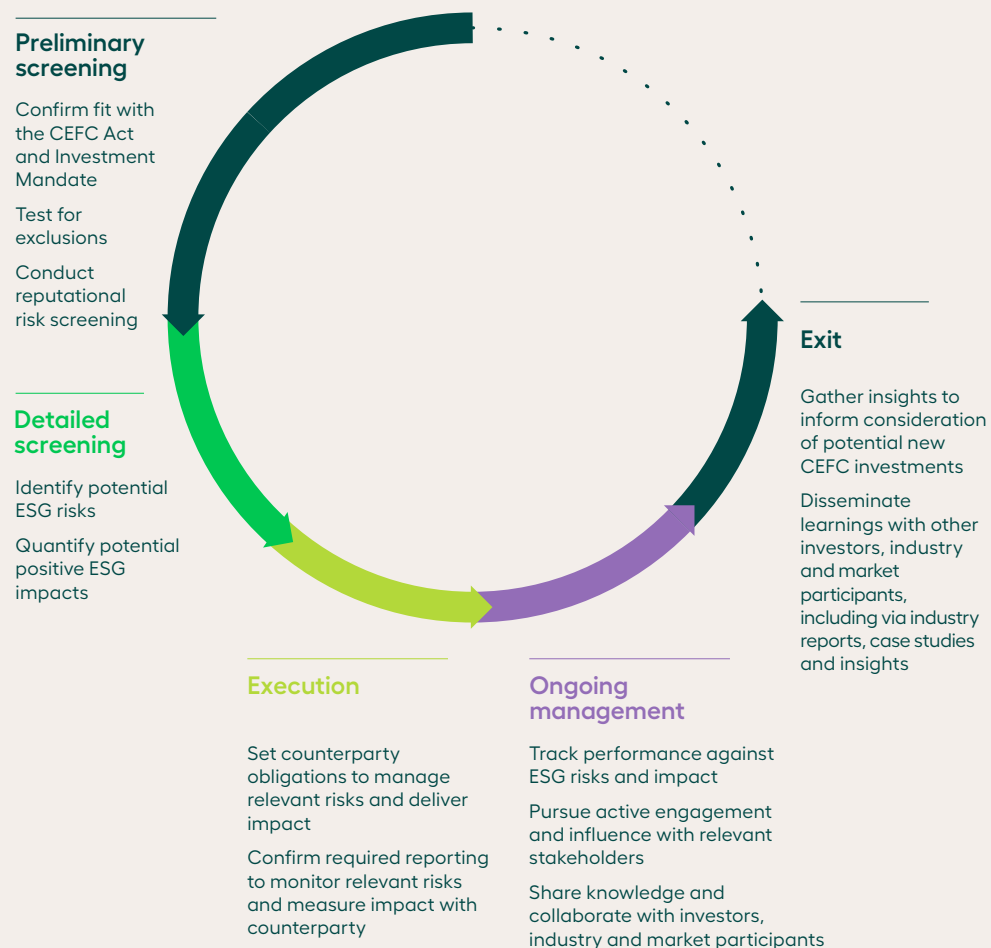 Preliminary
screening
Confirm fit with
the CEFC Act
and Investment
Mandate
Test for
exclusions
Conduct
reputational
risk screening
Detailed
screening
Identify potential
ESG risks
Quantify potential
positive ESG
impacts
Execution
Set counterparty
obligations to manage
relevant risks and deliver
impact
Confirm required reporting
to monitor relevant risks
and measure impact with
counterparty
Ongoing
management
Track performance against
ESG risks and impact
Pursue active engagement
and influence with relevant
stakeholders
Share knowledge and
collaborate with investors,
industry and market participants
Exit
Gather insights to
inform consideration
of potential new
CEFC investments
Disseminate
learnings with other
investors, industry
and market
participants,
including via industry
reports, case studies
and insights